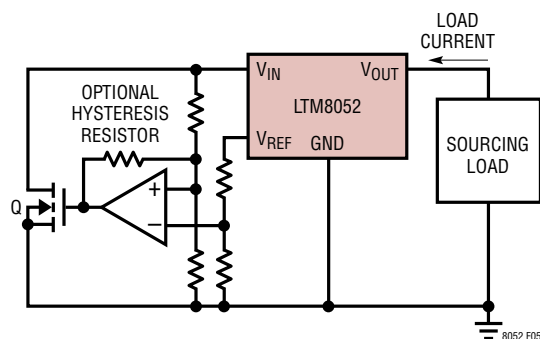 LOAD
CURRENT
OPTIONAL
HYSTERESIS
RESISTOR
VIN
VOUT
LTM8052
VREF
GND
SOURCING
LOAD
Q
+
−
8052 F05